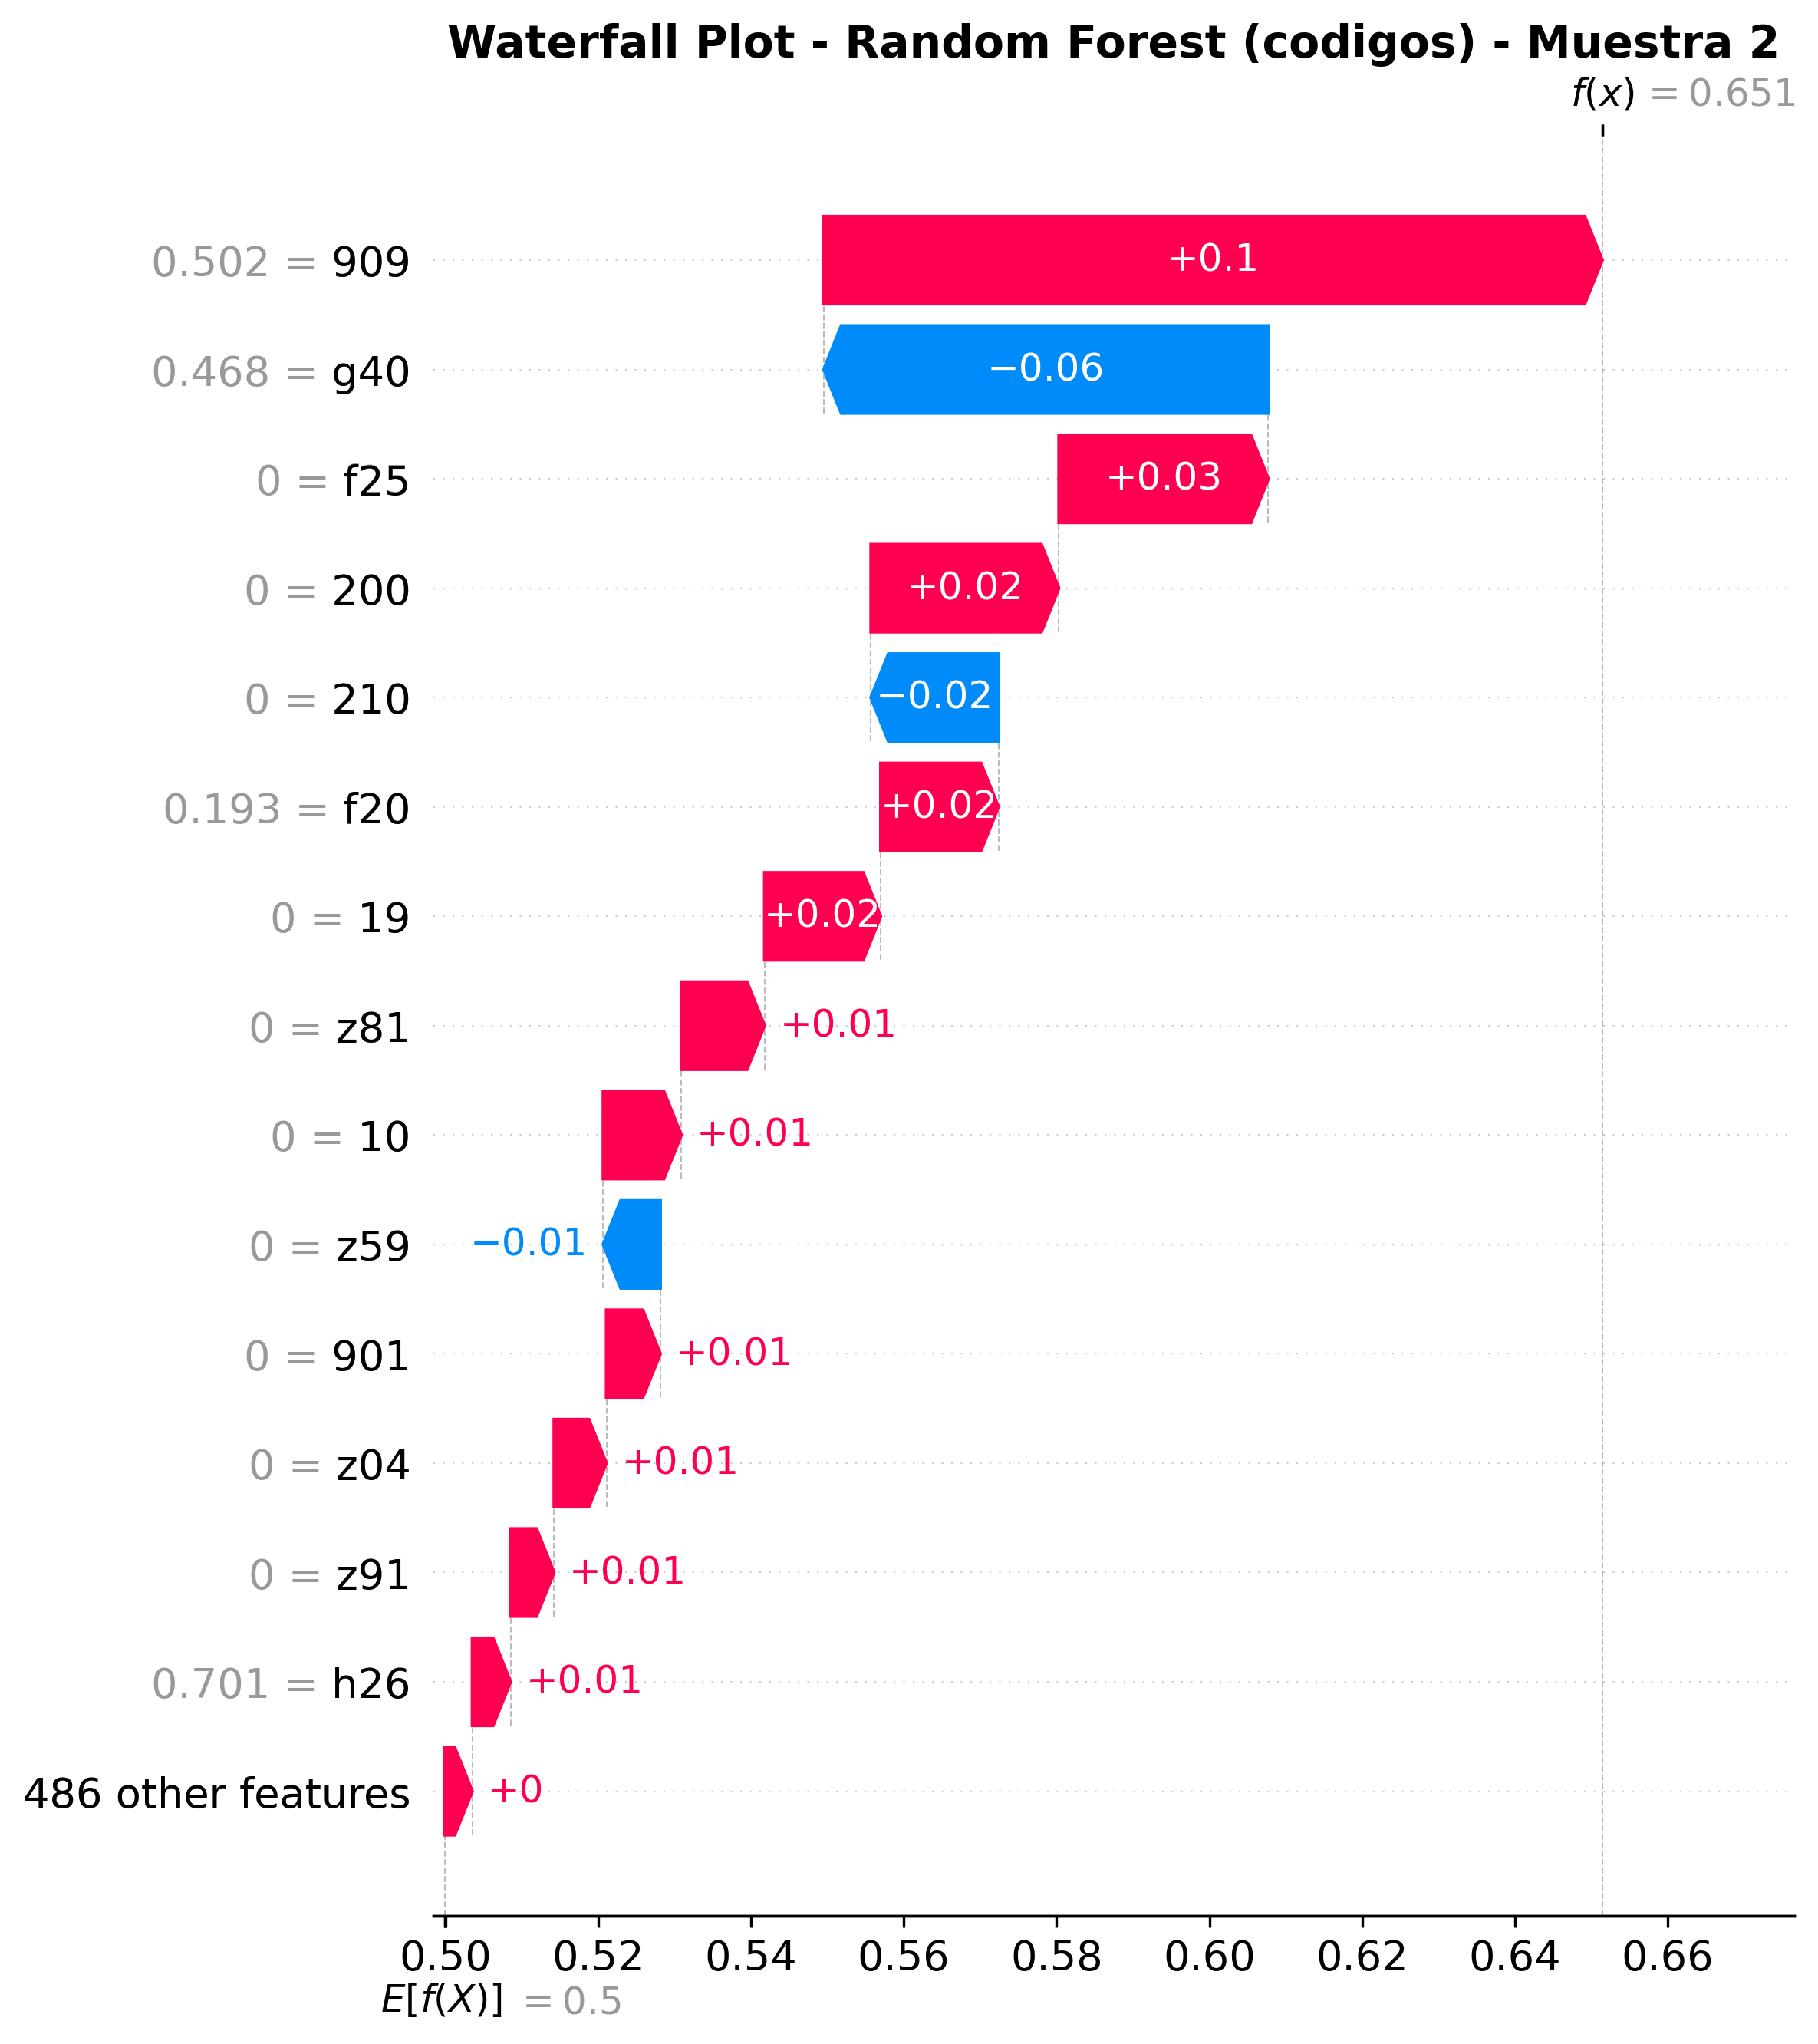 Waterfall Plot - Random Forest (codigos) - Muestra 2
f(x) = 0.651
0.502 = 909 +0.1
0.468 = g40 −0.06
0 = f25 +0.03
0 = 200 +0.02
0 = 210 −0.02
0.193 = f20 +0.02
0 = 19 +0.02
0 = z81 +0.01
0 = 10 +0.01
0 = z59 −0.01
0 = 901 +0.01
0 = z04 +0.01
0 = z91 +0.01
0.701 = h26 +0.01
486 other features +0
0.50 0.52 0.54 0.56 0.58 0.60 0.62 0.64 0.66
E[f(X)] = 0.5